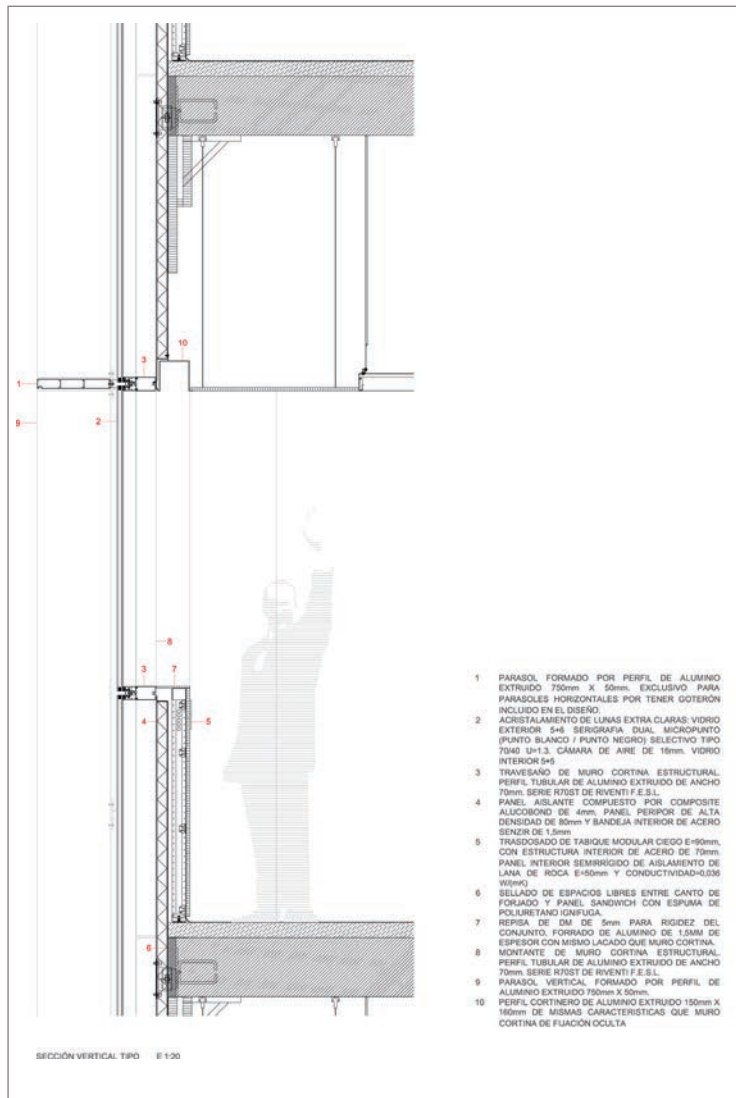 10
3
1
2
9
8
3
7
4
5
6
1 PARASOL FORMADO POR PERFIL DE ALUMINIO
EXTRUIDO 750mm X 50mm. EXCLUSIVO PARA
PARASOLES HORIZONTALES POR TENER GOTERÓN
INCLUIDO EN EL DISEÑO.
2 ACRISTALAMIENTO DE LUNAS EXTRA CLARAS: VIDRIO
EXTERIOR 5+6 SERIGRAFIA DUAL MICROPUNTO
(PUNTO BLANCO / PUNTO NEGRO) SELECTIVO TIPO
70/40 U=1.3. CÁMARA DE AIRE DE 16mm. VIDRIO
INTERIOR 5+5
3 TRAVESAÑO DE MURO CORTINA ESTRUCTURAL.
PERFIL TUBULAR DE ALUMINIO EXTRUIDO DE ANCHO
70mm. SERIE R70ST DE RIVENTI F.E.S.L.
4 PANEL AISLANTE COMPUESTO POR COMPOSITE
ALUCOBOND DE 4mm, PANEL PERIPOR DE ALTA
DENSIDAD DE 80mm Y BANDEJA INTERIOR DE ACERO
SENZIR DE 1,5mm
5 TRASDOSADO DE TABIQUE MODULAR CIEGO E=90mm,
CON ESTRUCTURA INTERIOR DE ACERO DE 70mm.
PANEL INTERIOR SEMIRRÍGIDO DE AISLAMIENTO DE
LANA DE ROCA E=50mm Y CONDUCTIVIDAD=0,036
W/(mK)
6 SELLADO DE ESPACIOS LIBRES ENTRE CANTO DE
FORJADO Y PANEL SANDWICH CON ESPUMA DE
POLIURETANO IGNIFUGA.
7 REPISA DE DM DE 5mm PARA RIGIDEZ DEL
CONJUNTO, FORRADO DE ALUMINIO DE 1,5MM DE
ESPESOR CON MISMO LACADO QUE MURO CORTINA.
8 MONTANTE DE MURO CORTINA ESTRUCTURAL.
PERFIL TUBULAR DE ALUMINIO EXTRUIDO DE ANCHO
70mm. SERIE R70ST DE RIVENTI F.E.S.L.
9 PARASOL VERTICAL FORMADO POR PERFIL DE
ALUMINIO EXTRUIDO 750mm X 50mm.
10 PERFIL CORTINERO DE ALUMINIO EXTRUIDO 150mm X
160mm DE MISMAS CARACTERISTICAS QUE MURO
CORTINA DE FIJACIÓN OCULTA
SECCIÓN VERTICAL TIPO E 1:20